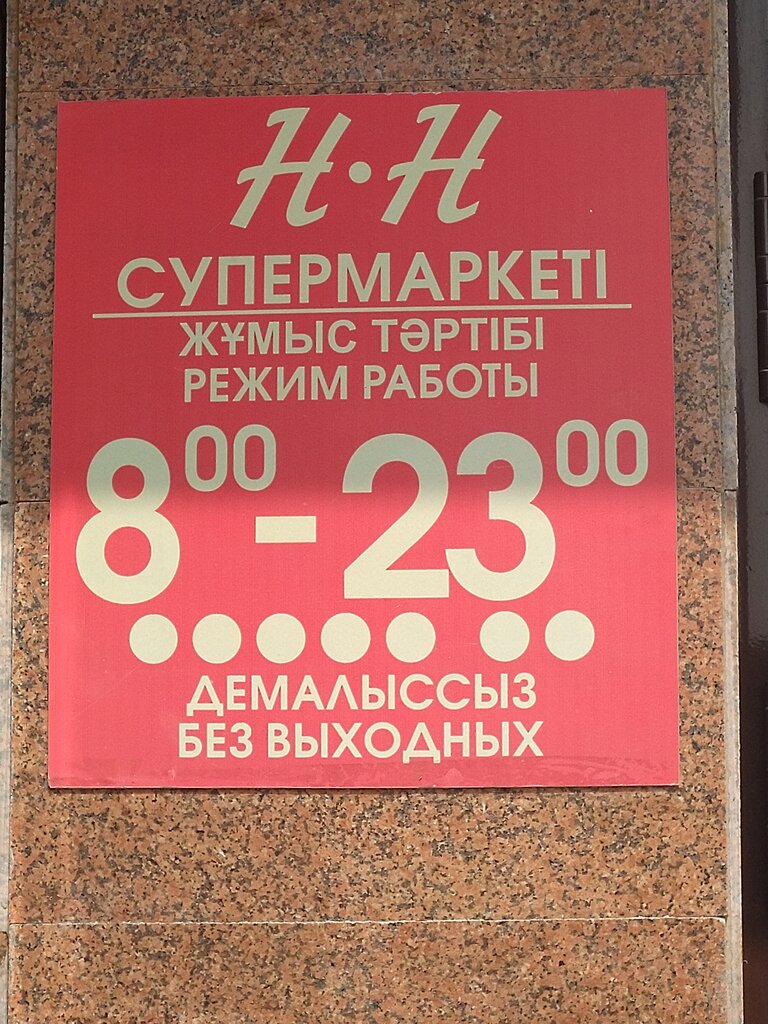 Н·Н
СУПЕРМАРКЕТІ
ЖҰМЫС ТӘРТІБІ
РЕЖИМ РАБОТЫ
8⁰⁰ - 23⁰⁰
ДЕМАЛЫССЫЗ
БЕЗ ВЫХОДНЫХ